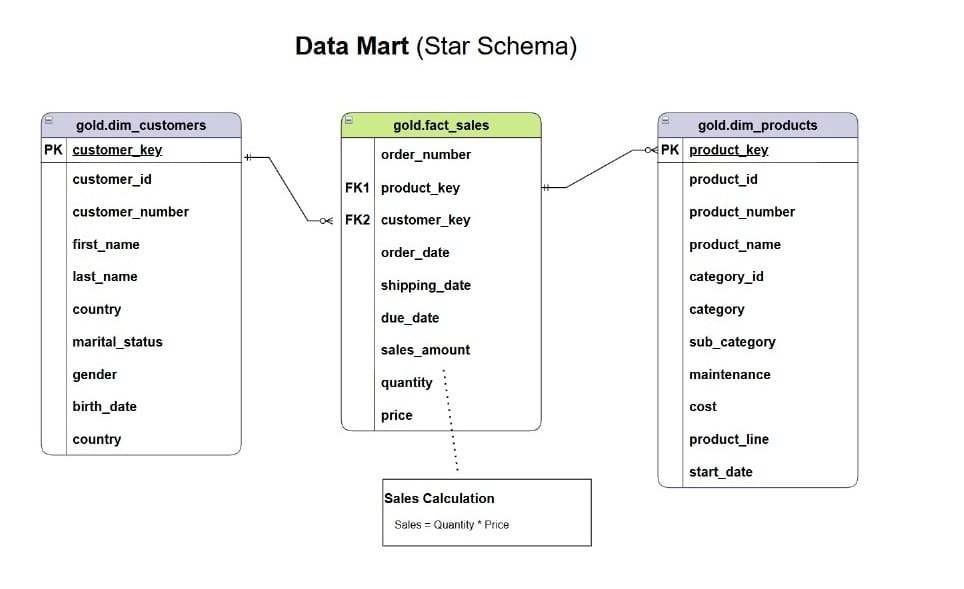 Data Mart (Star Schema)
gold.dim_customers
PK customer_key
customer_id
customer_number
first_name
last_name
country
marital_status
gender
birth_date
country
gold.fact_sales
order_number
FK1 product_key
FK2 customer_key
order_date
shipping_date
due_date
sales_amount
quantity
price
gold.dim_products
PK product_key
product_id
product_number
product_name
category_id
category
sub_category
maintenance
cost
product_line
start_date
Sales Calculation
Sales = Quantity * Price